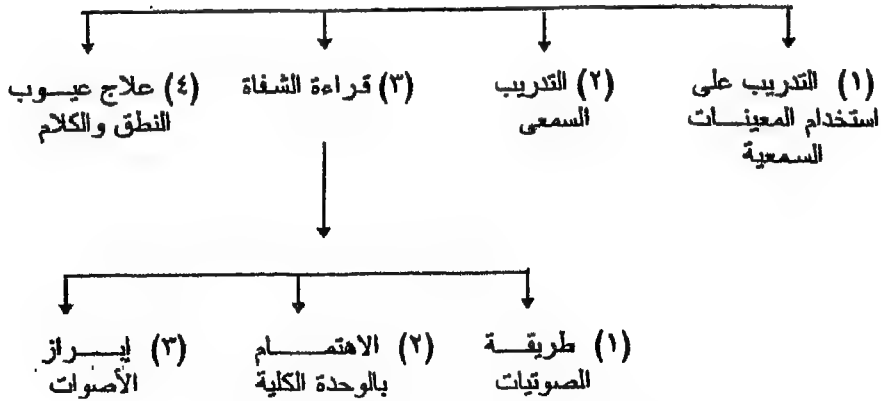 (١) التدريب على
استخدام المعينات
السمعية
(٢) التدريب
السمعى
(٣) قراءة الشفاة
(٤) علاج عيوب
النطق والكلام
(١) طريقة
الصوتيات
(٢) الاهتمام
بالوحدة الكلية
(٣) إبراز
الأصوات